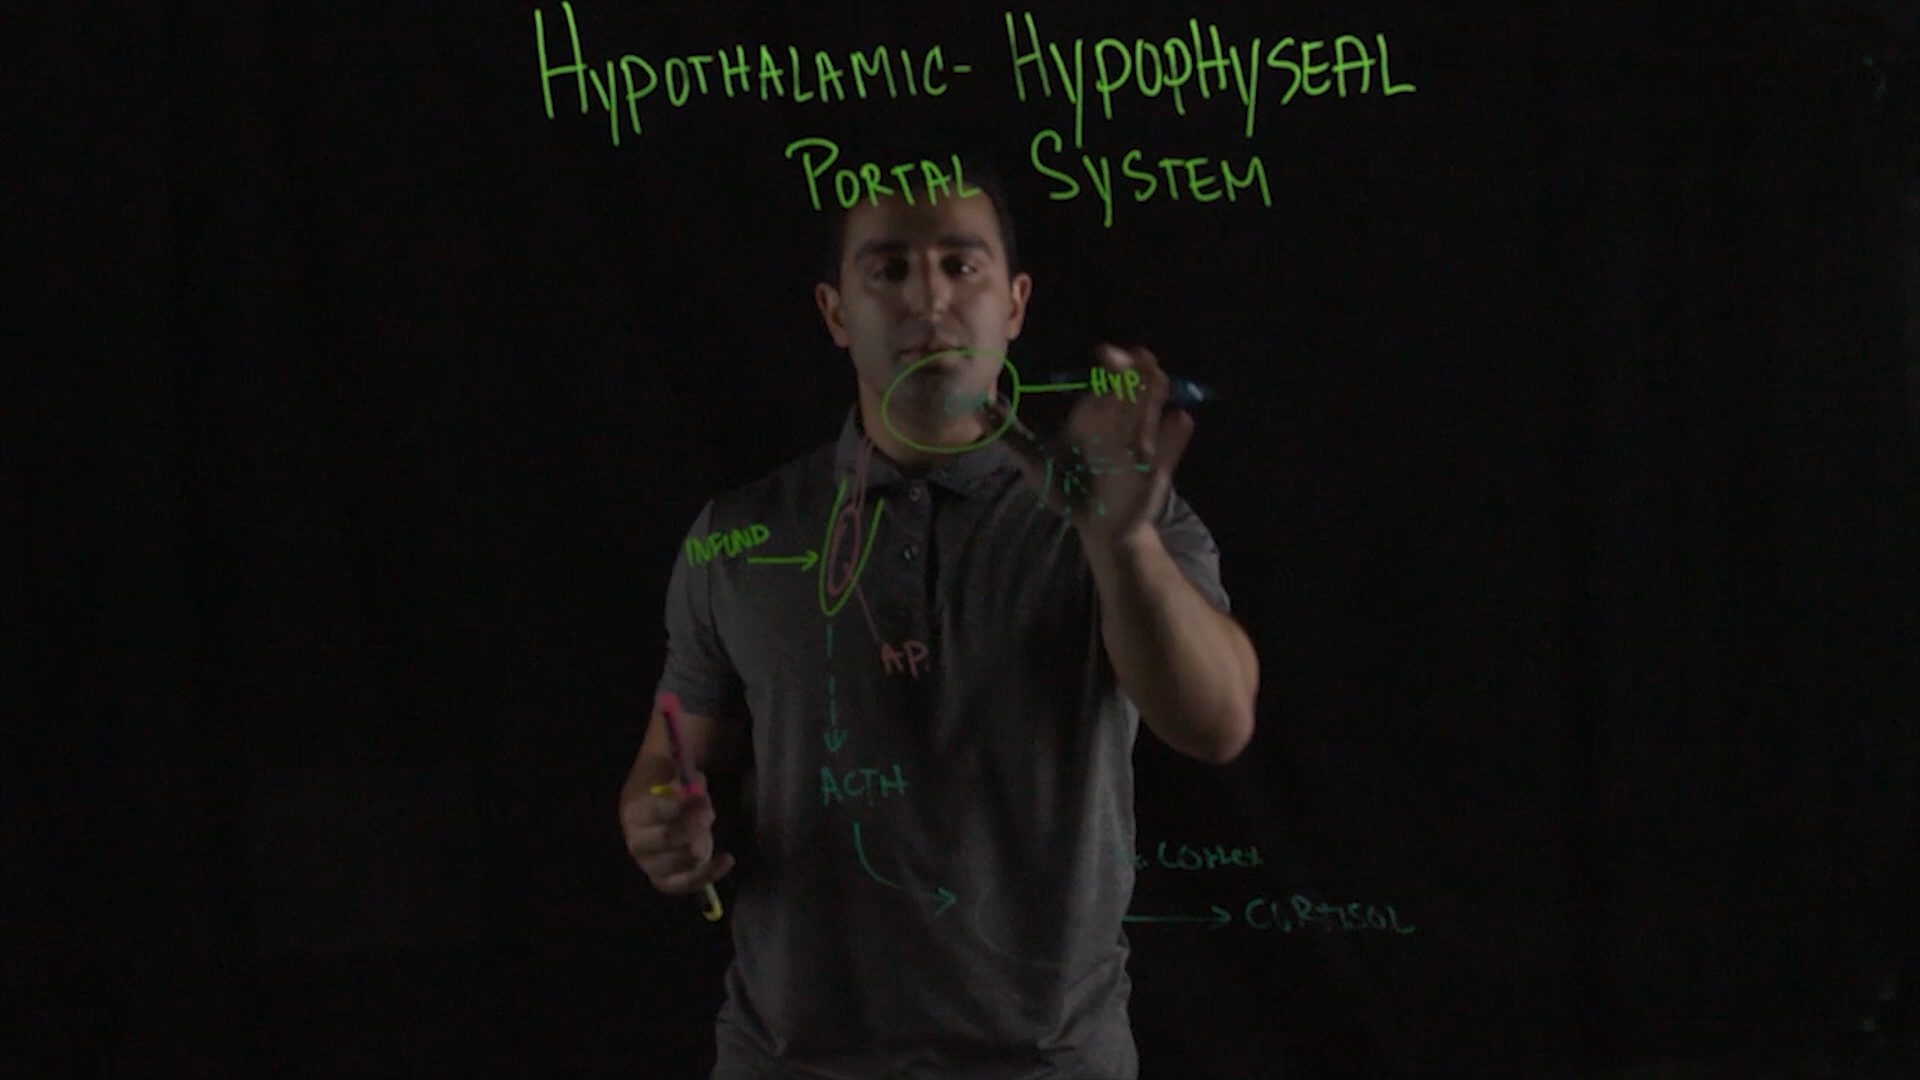 HYPOTHALAMIC- HYPOPHYSEAL
PORTAL SYSTEM
HYP.
INFUND
AP.
ACTH
CORTEX
CORTISOL